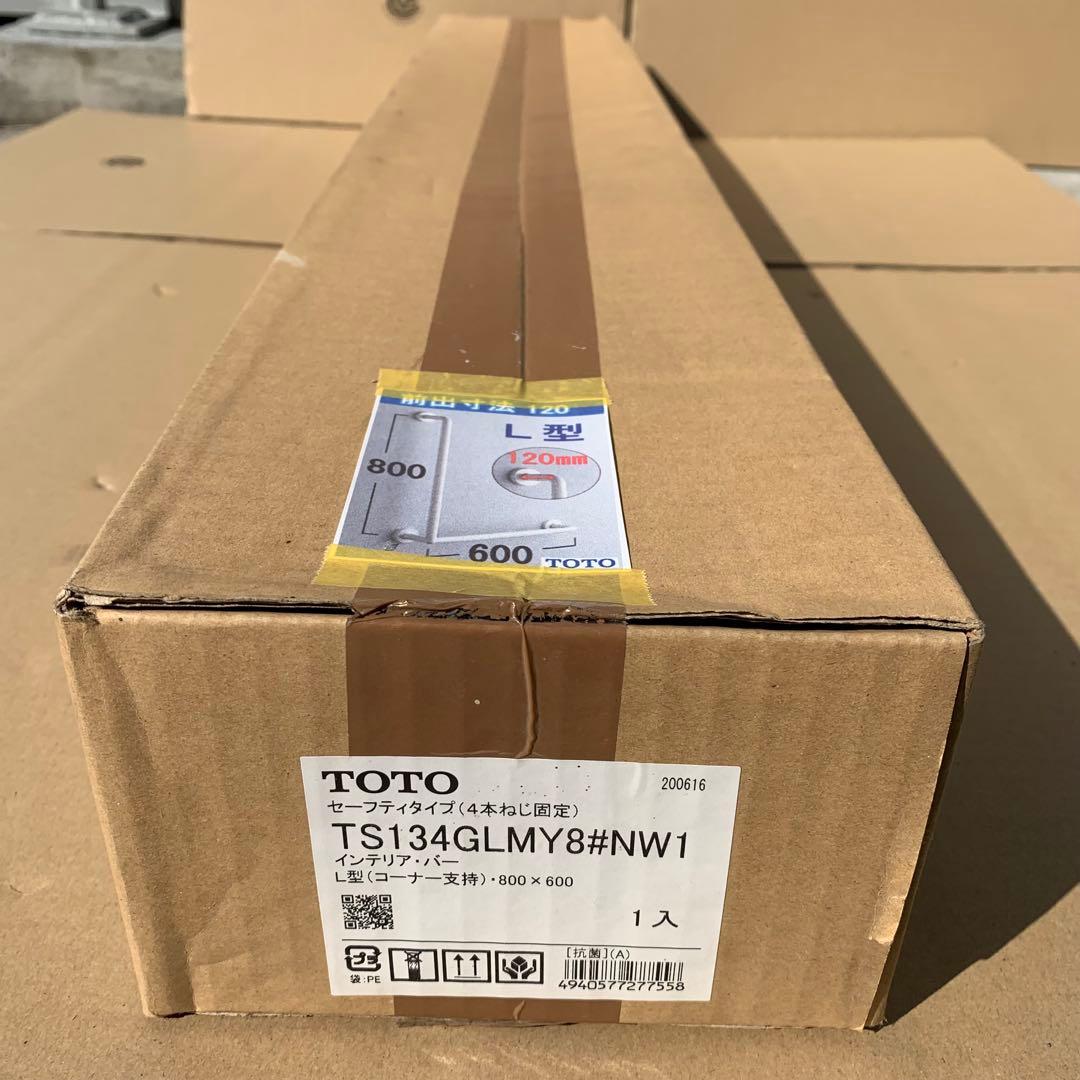 前出寸法 120
L型
120mm
800
600
TOTO
TOTO
200616
セーフティタイプ(4本ねじ固定)
TS134GLMY8#NW1
インテリア・バー
L型(コーナー支持)・800×600
1入
プラ
袋:PE
[抗菌](A)
4940577277558